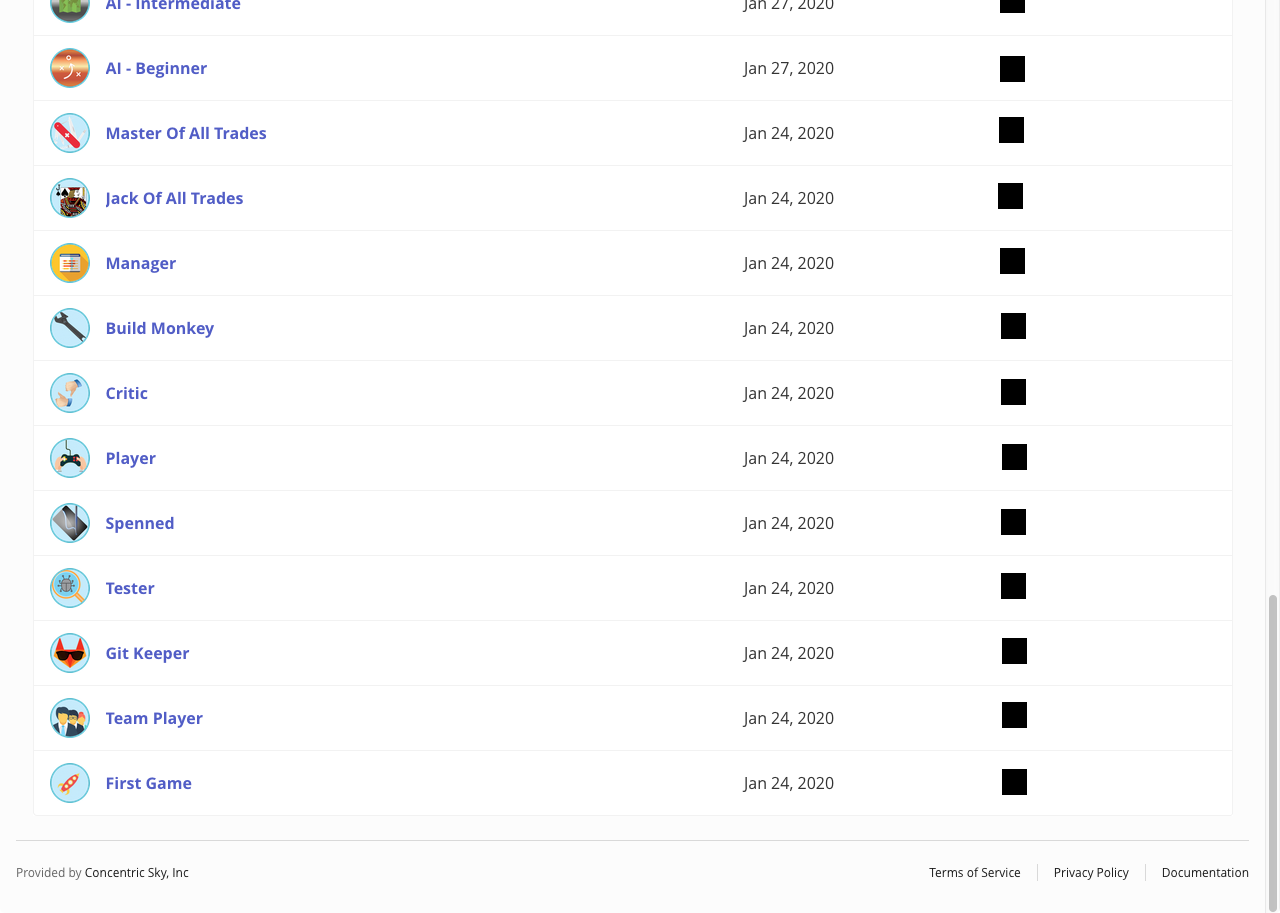 AI - Intermediate Jan 27, 2020
AI - Beginner Jan 27, 2020
Master Of All Trades Jan 24, 2020
Jack Of All Trades Jan 24, 2020
Manager Jan 24, 2020
Build Monkey Jan 24, 2020
Critic Jan 24, 2020
Player Jan 24, 2020
Spenned Jan 24, 2020
Tester Jan 24, 2020
Git Keeper Jan 24, 2020
Team Player Jan 24, 2020
First Game Jan 24, 2020
Provided by Concentric Sky, Inc Terms of Service Privacy Policy Documentation